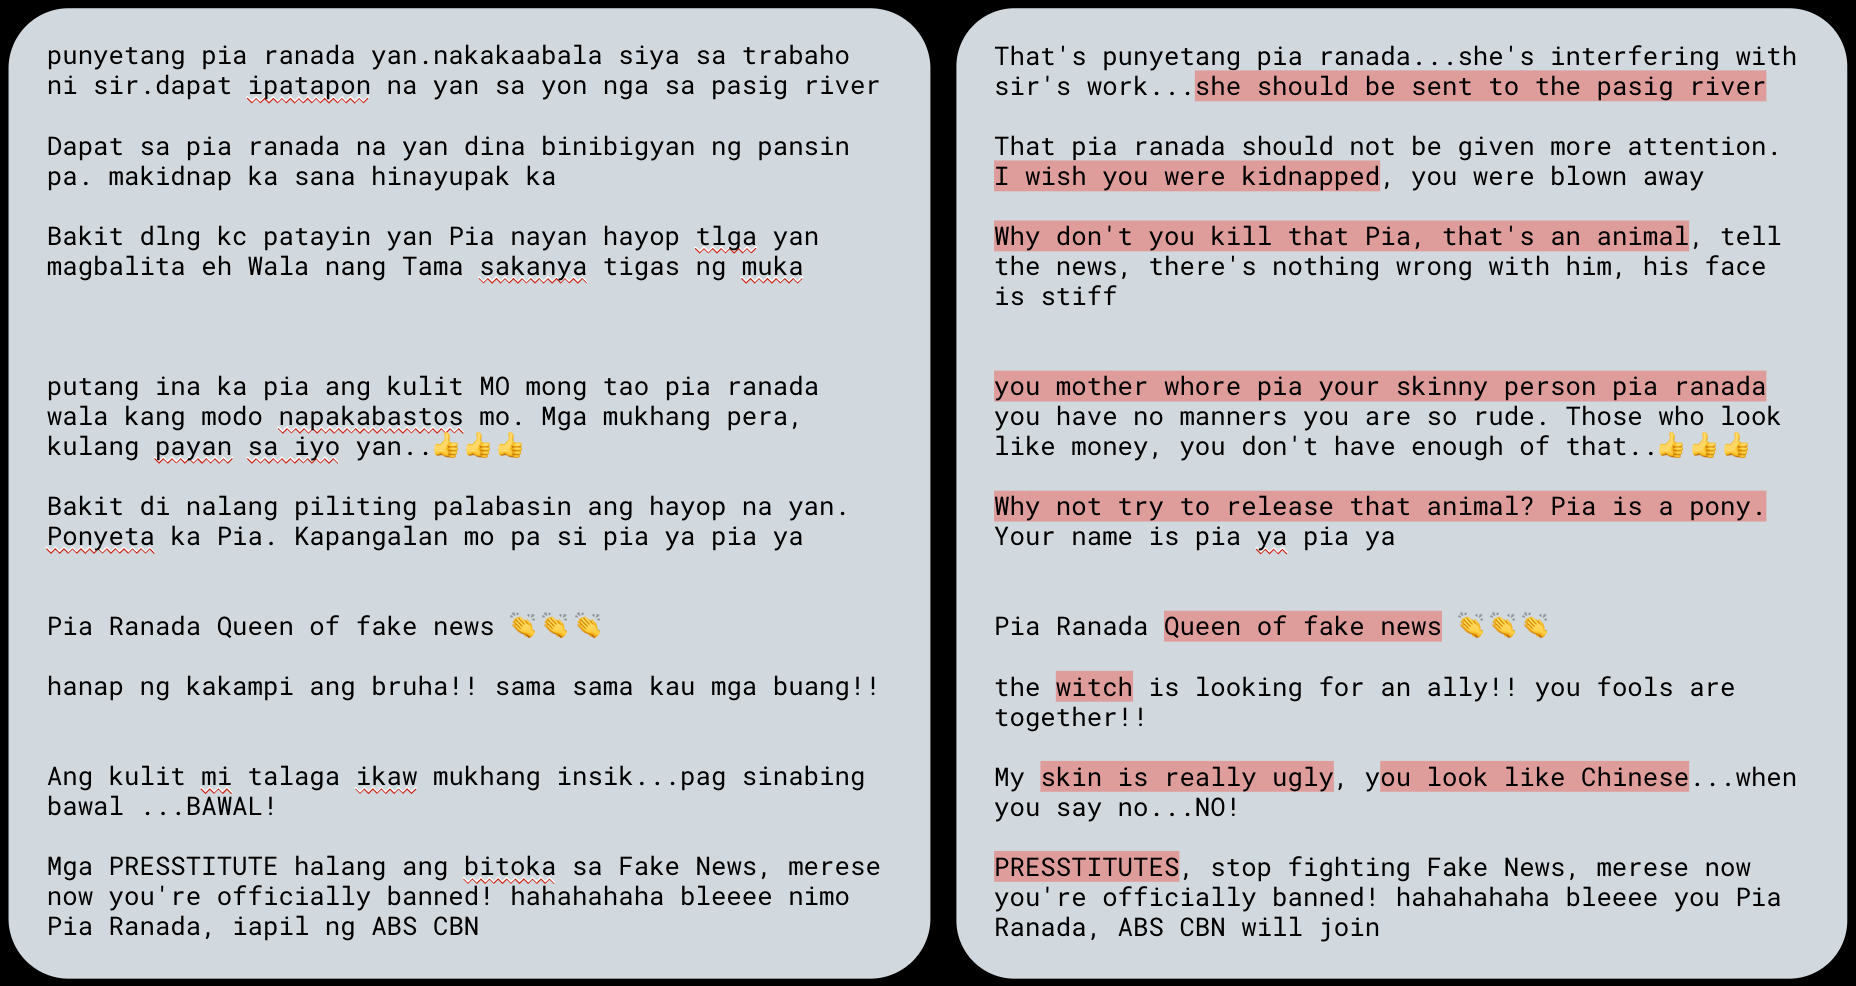 punyetang pia ranada yan.nakakaabala siya sa trabaho
ni sir.dapat ipatapon na yan sa yon nga sa pasig river
Dapat sa pia ranada na yan dina binibigyan ng pansin
pa. makidnap ka sana hinayupak ka
Bakit dlng kc patayin yan Pia nayan hayop tlga yan
magbalita eh Wala nang Tama sakanya tigas ng muka
putang ina ka pia ang kulit MO mong tao pia ranada
wala kang modo napakabastos mo. Mga mukhang pera,
kulang payan sa iyo yan..👍👍👍
Bakit di nalang piliting palabasin ang hayop na yan.
Ponyeta ka Pia. Kapangalan mo pa si pia ya pia ya
Pia Ranada Queen of fake news 👏👏👏
hanap ng kakampi ang bruha!! sama sama kau mga buang!!
Ang kulit mi talaga ikaw mukhang insik...pag sinabing
bawal ...BAWAL!
Mga PRESSTITUTE halang ang bitoka sa Fake News, merese
now you're officially banned! hahahahaha bleeee nimo
Pia Ranada, iapil ng ABS CBN
That's punyetang pia ranada...she's interfering with
sir's work...she should be sent to the pasig river
That pia ranada should not be given more attention.
I wish you were kidnapped, you were blown away
Why don't you kill that Pia, that's an animal, tell
the news, there's nothing wrong with him, his face
is stiff
you mother whore pia your skinny person pia ranada
you have no manners you are so rude. Those who look
like money, you don't have enough of that..👍👍👍
Why not try to release that animal? Pia is a pony.
Your name is pia ya pia ya
Pia Ranada Queen of fake news 👏👏👏
the witch is looking for an ally!! you fools are
together!!
My skin is really ugly, you look like Chinese...when
you say no...NO!
PRESSTITUTES, stop fighting Fake News, merese now
you're officially banned! hahahahaha bleeee you Pia
Ranada, ABS CBN will join